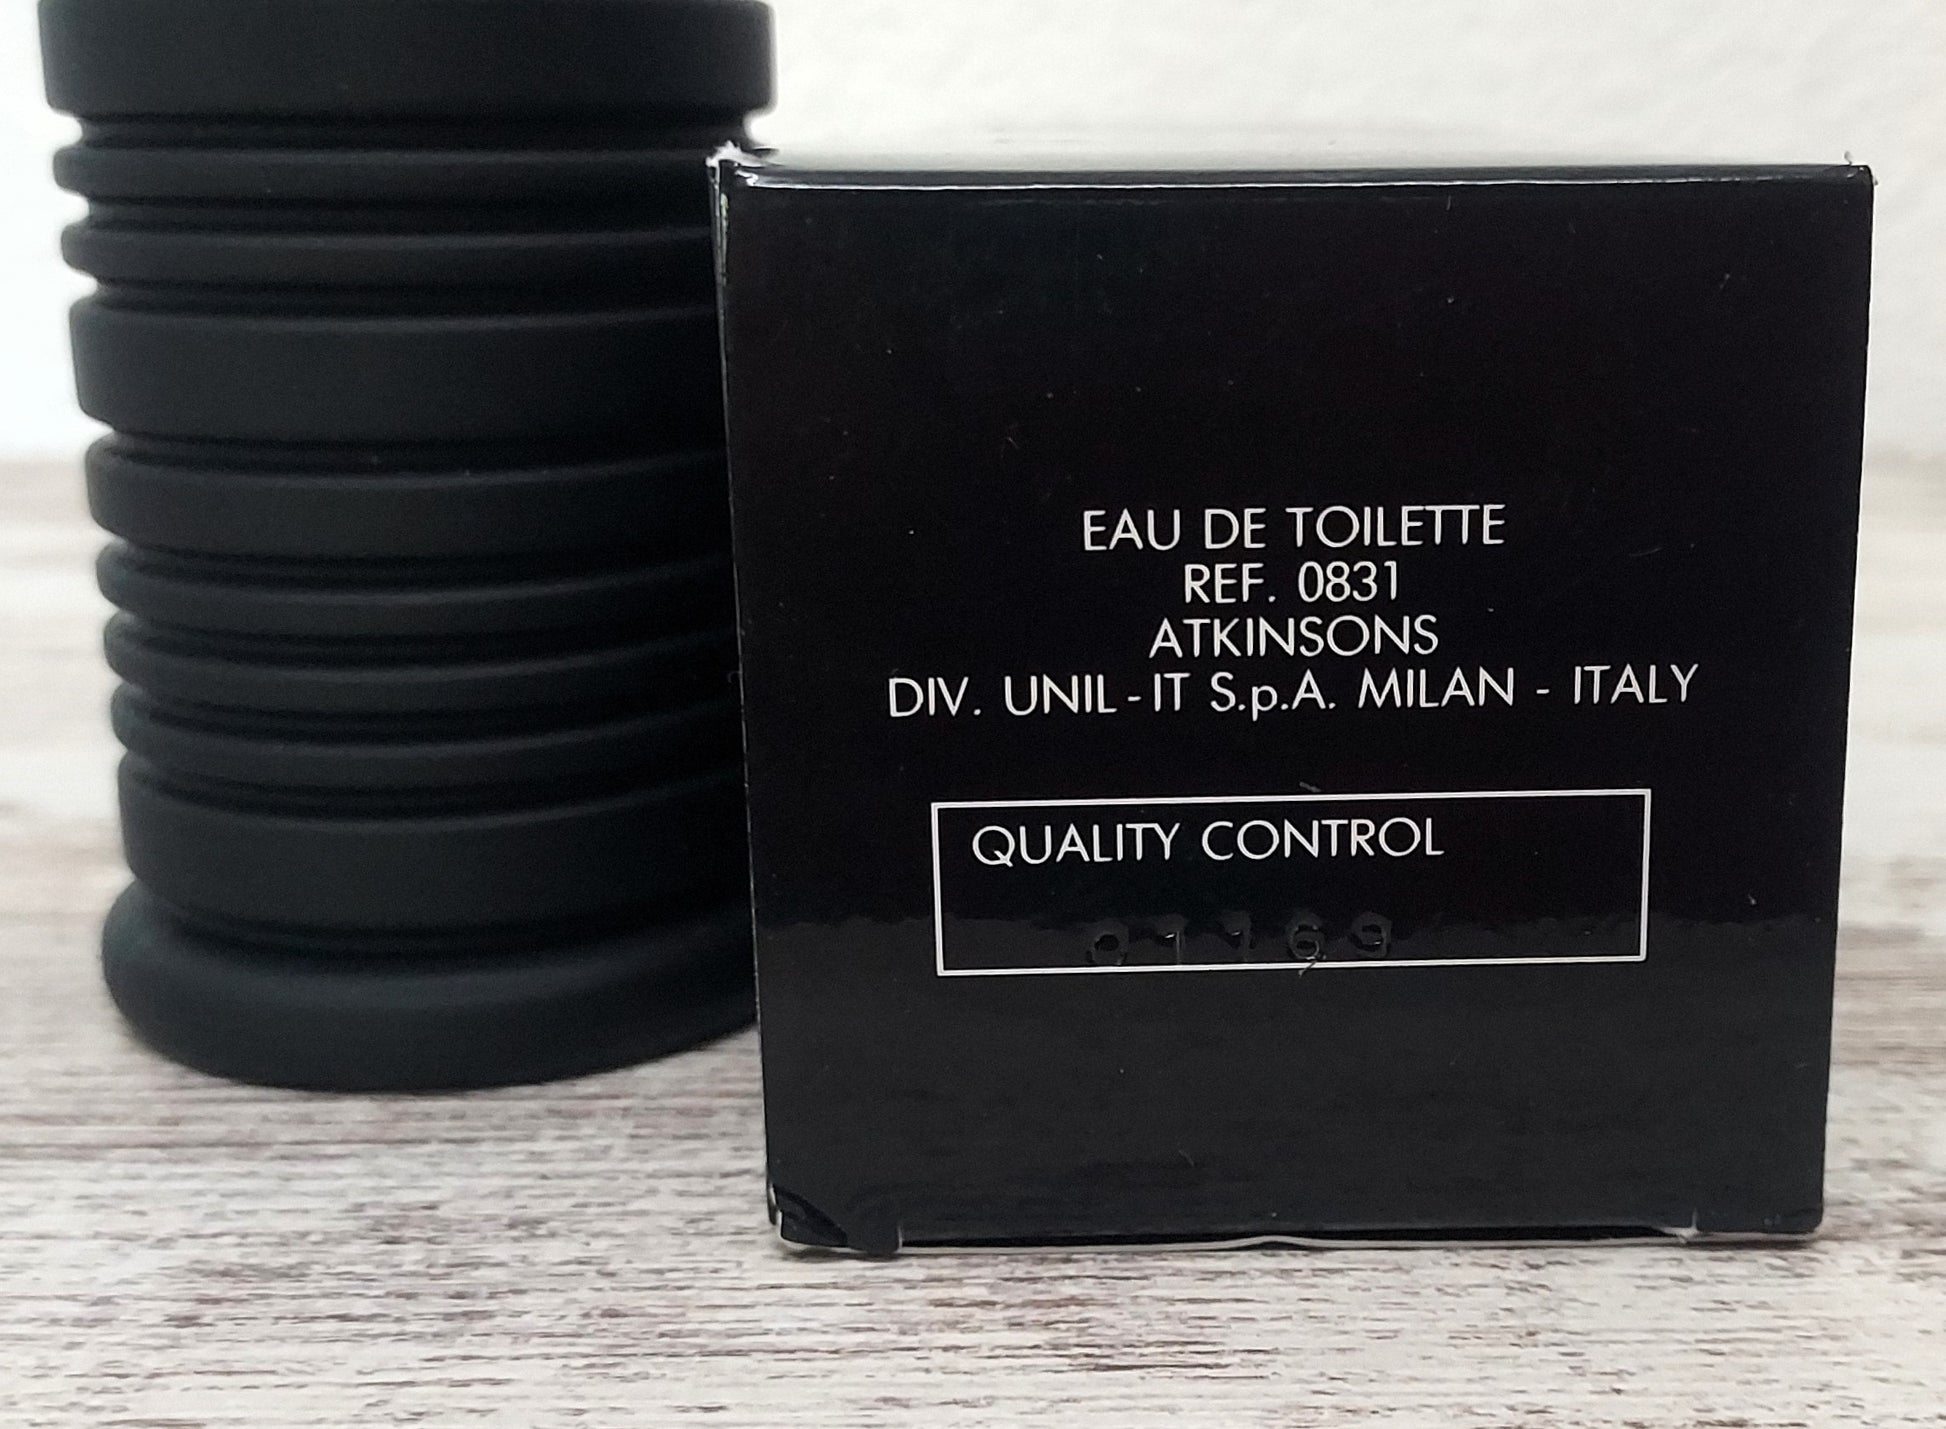 EAU DE TOILETTE
REF. 0831
ATKINSONS
DIV. UNIL-IT S.p.A. MILAN - ITALY
QUALITY CONTROL